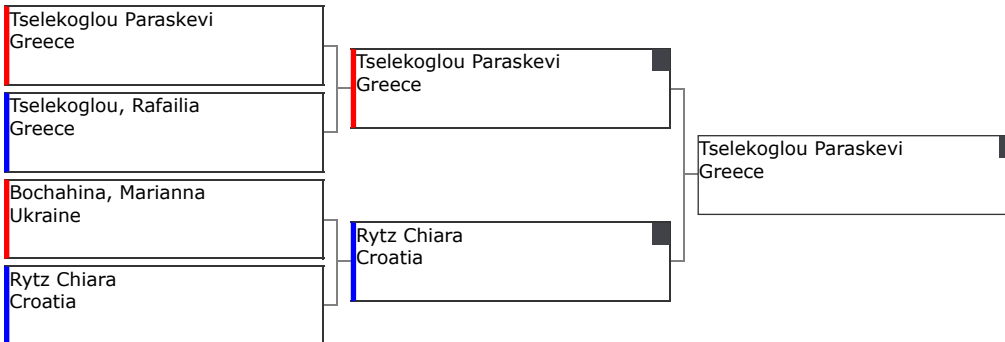 Tselekoglou Paraskevi
Greece
Tselekoglou, Rafailia
Greece
Bochahina, Marianna
Ukraine
Rytz Chiara
Croatia
Tselekoglou Paraskevi
Greece
Rytz Chiara
Croatia
Tselekoglou Paraskevi
Greece